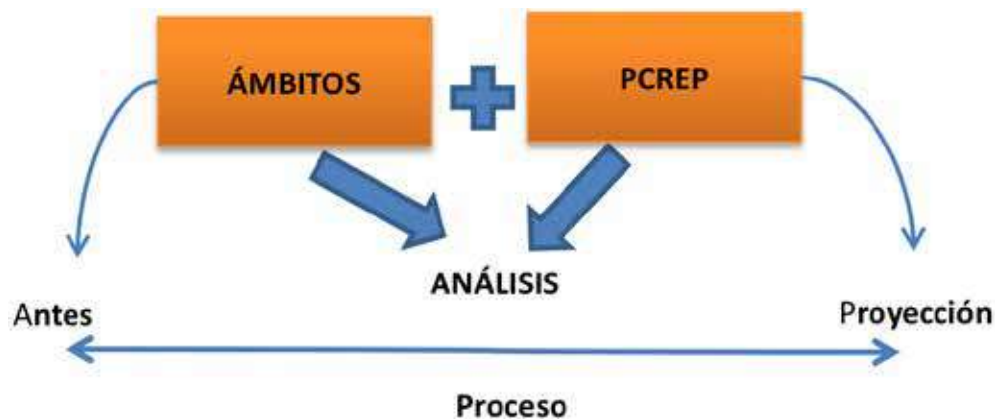 ÁMBITOS
PCREP
ANÁLISIS
Antes
Proyección
Proceso